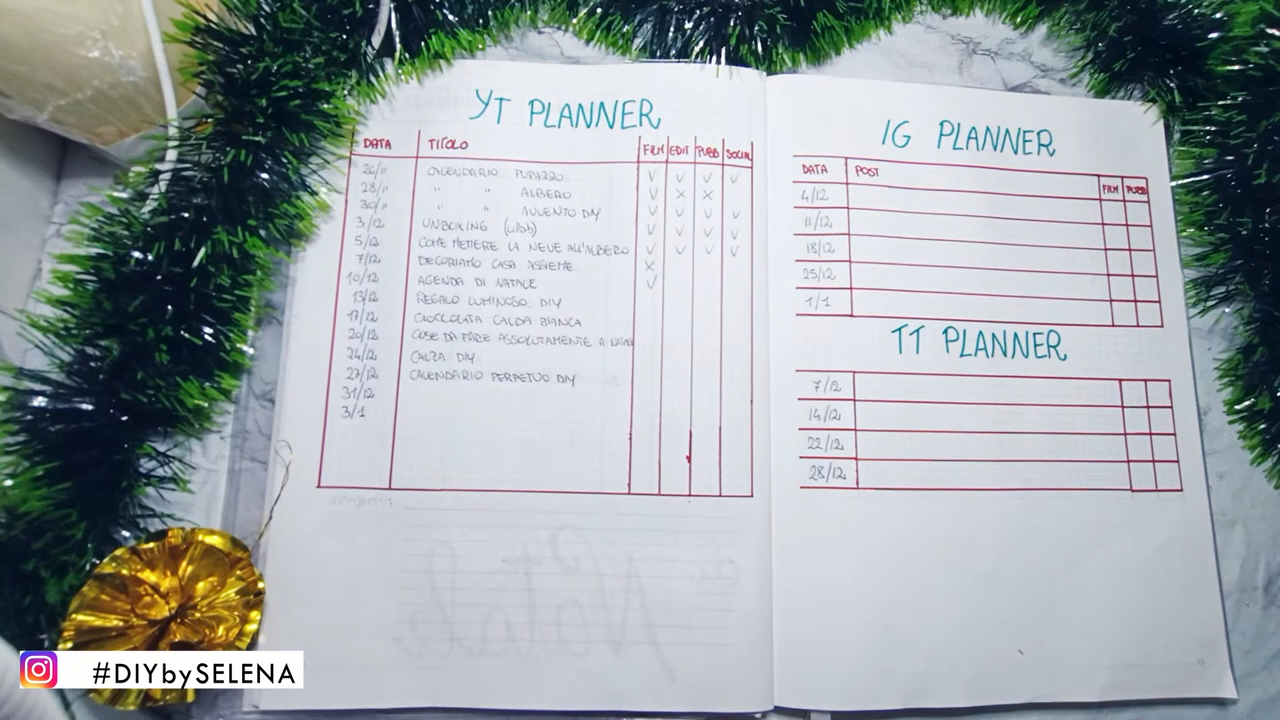 YT PLANNER
DATA TITOLO FILM EDIT PUBB SOCIAL
26/11 CALENDARIO PUPAZZO V V V V
28/11 " " ALBERO V X X
30/11 " AVVENTO DIY V V V V
3/12 UNBOXING V V V V
5/12 COME METTERE LA NEVE ALL'ALBERO V V V V
7/12 DECORIAMO CASA ASSIEME X
10/12 AGENDA DI NATALE V
13/12 REGALO LUMINOSO DIY
17/12 CIOCCOLATA CALDA BIANCA
20/12 COSE DA FARE ASSOLUTAMENTE A
24/12 CALZA DIY
27/12 CALENDARIO PERPETUO DIY
31/12
3/1
IG PLANNER
DATA POST FILM PUBB
4/12
11/12
18/12
25/12
1/1
TT PLANNER
7/12
14/12
22/12
28/12
#DIYbySELENA